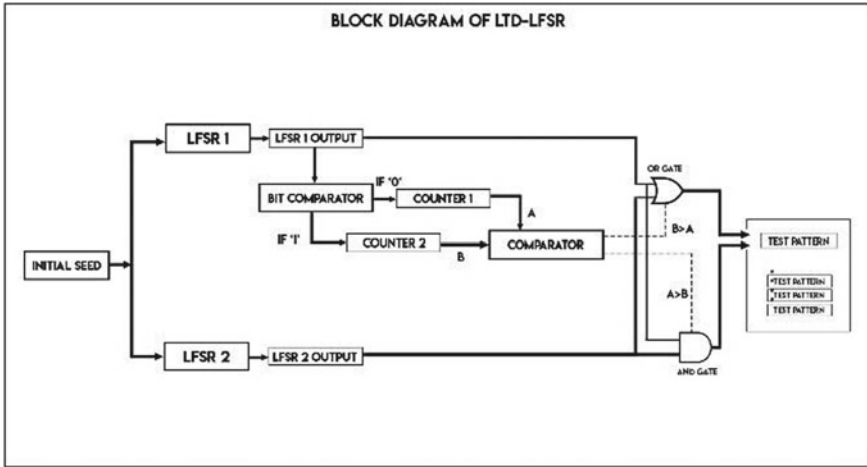 BLOCK DIAGRAM OF LTD-LFSR
LFSR 1
LFSR 1 OUTPUT
OR GATE
IF '0'
BIT COMPARATOR
COUNTER 1
A
B>A
IF '1'
COUNTER 2
B
COMPARATOR
TEST PATTERN
INITIAL SEED
TEST PATTERN
A>B
TEST PATTERN
TEST PATTERN
LFSR 2
LFSR 2 OUTPUT
AND GATE